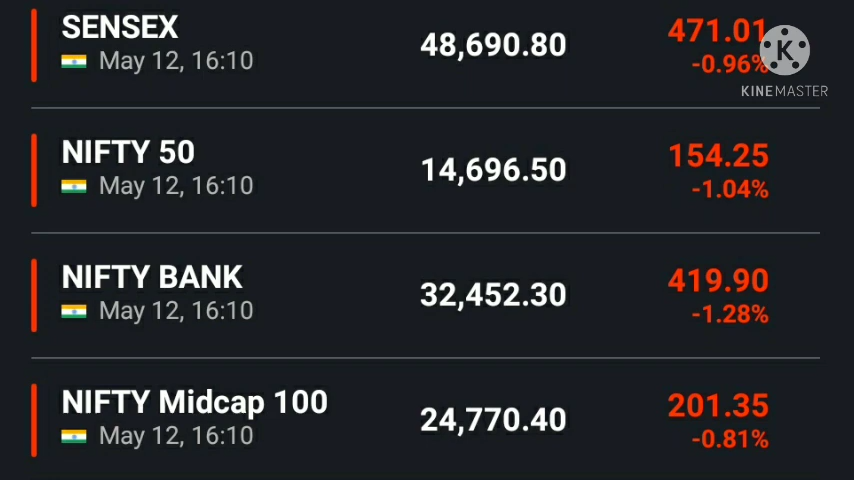 SENSEX
48,690.80
471.01
May 12, 16:10
-0.96%
KINEMASTER
NIFTY 50
14,696.50
154.25
May 12, 16:10
-1.04%
NIFTY BANK
32,452.30
419.90
May 12, 16:10
-1.28%
NIFTY Midcap 100
24,770.40
201.35
May 12, 16:10
-0.81%